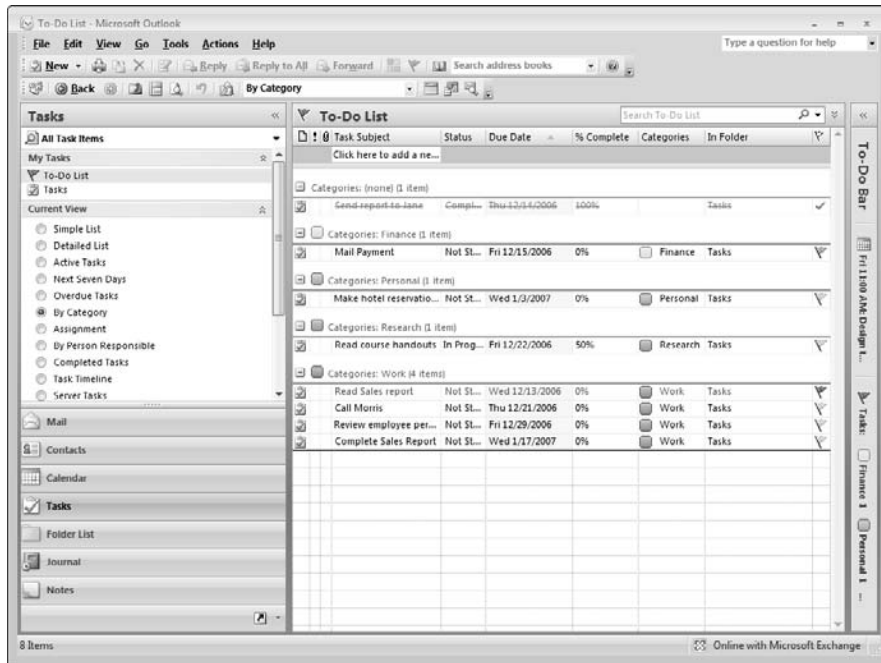 To-Do List - Microsoft Outlook
File Edit View Go Tools Actions Help
Type a question for help
New Reply Reply to All Forward Search address books
Back By Category
Tasks
All Task Items
My Tasks
To-Do List
Tasks
Current View
Simple List
Detailed List
Active Tasks
Next Seven Days
Overdue Tasks
By Category
Assignment
By Person Responsible
Completed Tasks
Task Timeline
Server Tasks
Mail
Contacts
Calendar
Tasks
Folder List
Journal
Notes
To-Do List
Search To-Do List
! Task Subject Status Due Date % Complete Categories In Folder
Click here to add a ne...
Categories: (none) (1 item)
Send report to Jane Compl... Thu 12/14/2006 100% Tasks
Categories: Finance (1 item)
Mail Payment Not St... Fri 12/15/2006 0% Finance Tasks
Categories: Personal (1 item)
Make hotel reservatio... Not St... Wed 1/3/2007 0% Personal Tasks
Categories: Research (1 item)
Read course handouts In Prog... Fri 12/22/2006 50% Research Tasks
Categories: Work (4 items)
Read Sales report Not St... Wed 12/13/2006 0% Work Tasks
Call Morris Not St... Thu 12/21/2006 0% Work Tasks
Review employee per... Not St... Fri 12/29/2006 0% Work Tasks
Complete Sales Report Not St... Wed 1/17/2007 0% Work Tasks
To-Do Bar
Fri 11:00 AM: Design t...
Tasks: Finance 1 Personal 1 ...
8 Items
Online with Microsoft Exchange